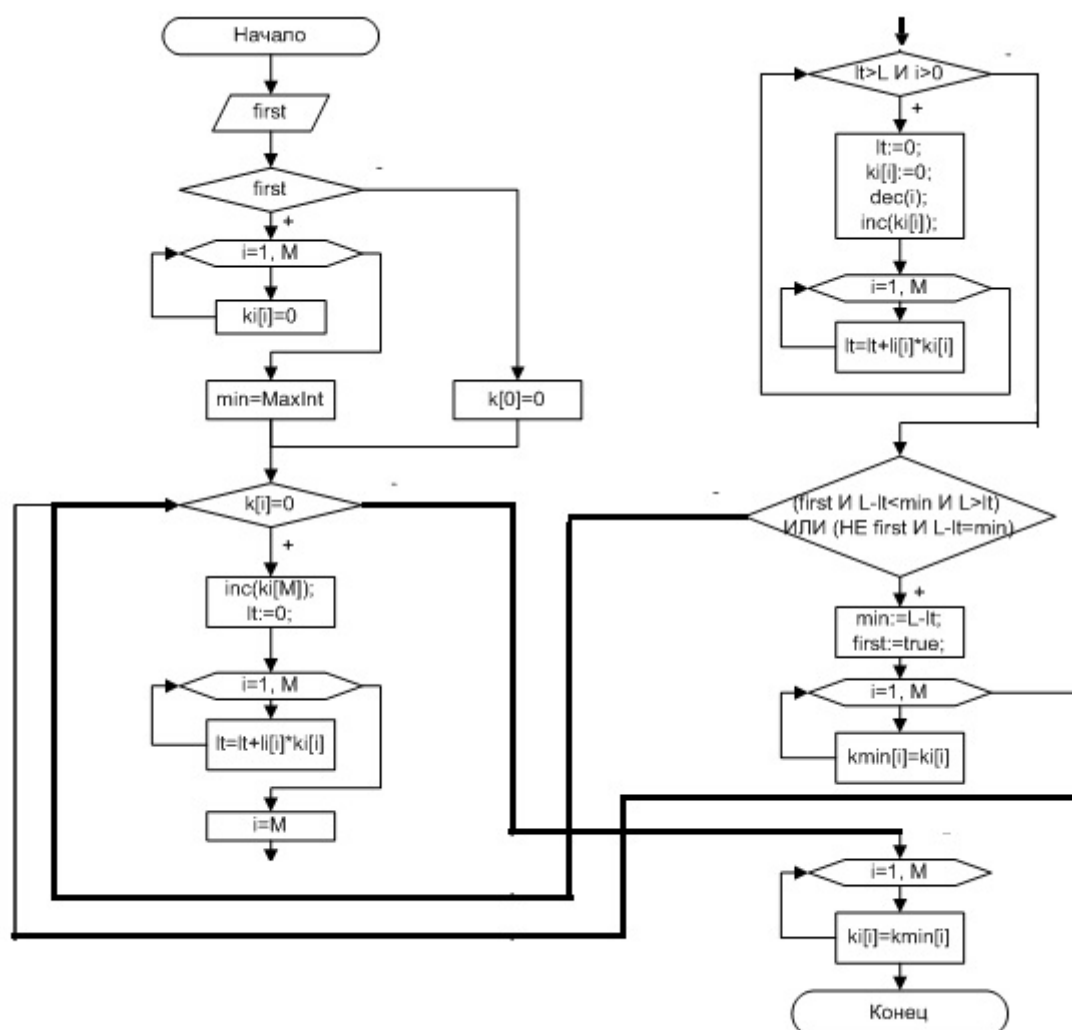 Начало
first
first
-
+
i=1, M
ki[i]=0
min=MaxInt
k[0]=0
k[i]=0
-
+
inc(ki[M]);
lt:=0;
i=1, M
lt=lt+li[i]*ki[i]
i=M
lt>L И i>0
-
+
lt:=0;
ki[i]:=0;
dec(i);
inc(ki[i]);
i=1, M
lt=lt+li[i]*ki[i]
-
(first И L-lt<min И L>lt)
ИЛИ (НЕ first И L-lt=min)
+
min:=L-lt;
first:=true;
i=1, M
kmin[i]=ki[i]
i=1, M
ki[i]=kmin[i]
Конец